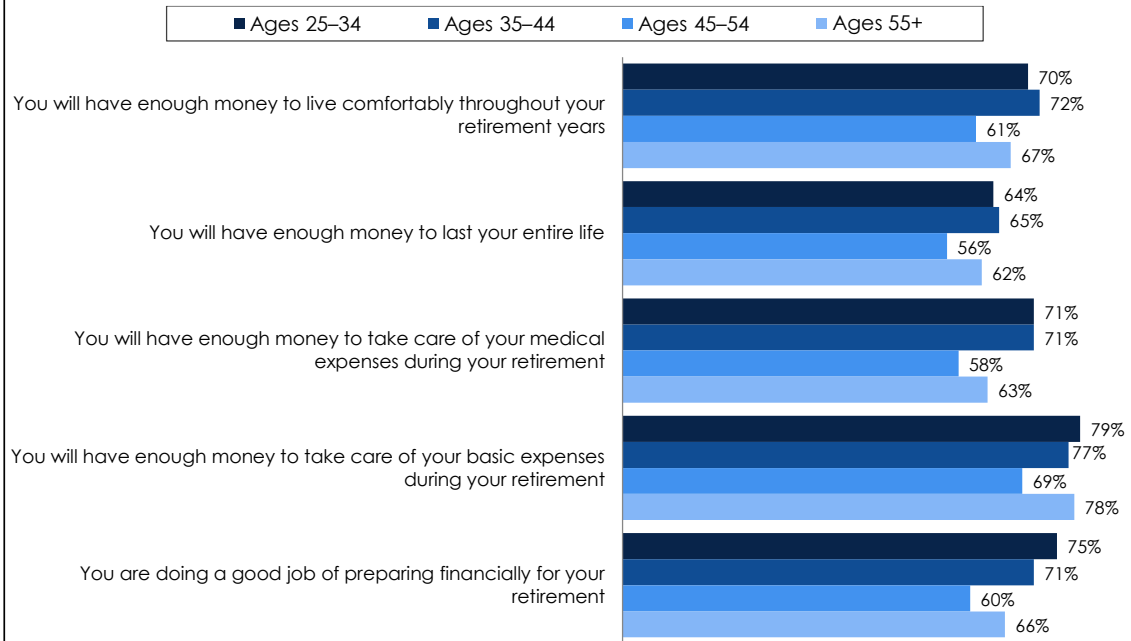 Ages 25–34 Ages 35–44 Ages 45–54 Ages 55+
You will have enough money to live comfortably throughout your
retirement years
70%
72%
61%
67%
You will have enough money to last your entire life
64%
65%
56%
62%
You will have enough money to take care of your medical
expenses during your retirement
71%
71%
58%
63%
You will have enough money to take care of your basic expenses
during your retirement
79%
77%
69%
78%
You are doing a good job of preparing financially for your
retirement
75%
71%
60%
66%